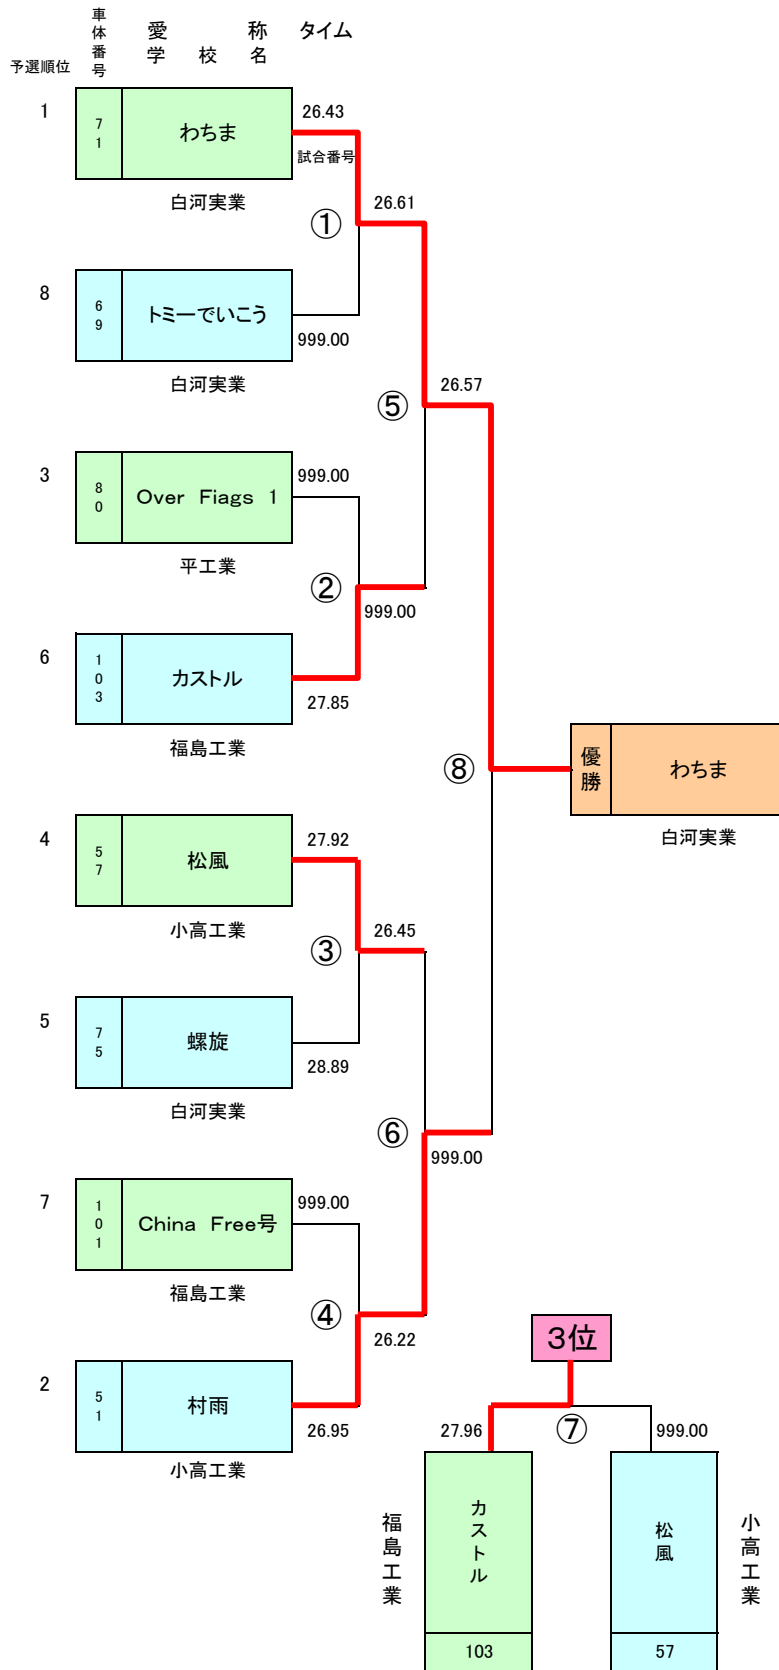 車体番号
愛称 タイム
学校名
予選順位
1
71
わちま
26.43
試合番号
白河実業
①
26.61
8
69
トミーでいこう
999.00
白河実業
⑤
26.57
3
80
Over Fiags 1
999.00
平工業
②
999.00
6
103
カストル
27.85
福島工業
⑧
優勝
わちま
白河実業
4
57
松風
27.92
小高工業
③
26.45
5
75
螺旋
28.89
白河実業
⑥
999.00
7
101
China Free号
999.00
福島工業
④
26.22
2
51
村雨
26.95
小高工業
3位
27.96
⑦
999.00
福島工業
カストル
103
松風
57
小高工業